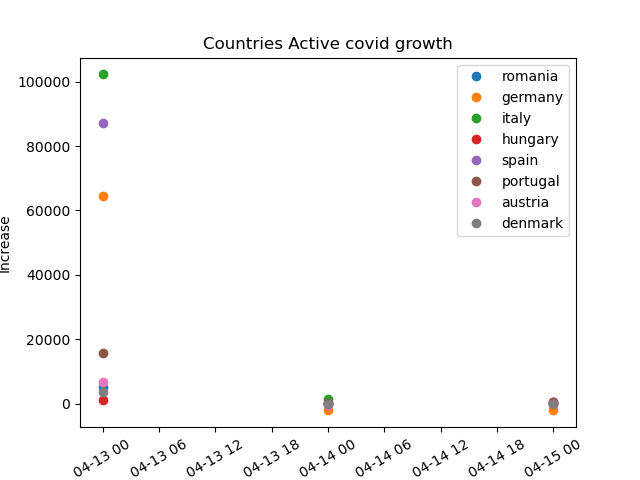 Countries Active covid growth
romania
germany
italy
hungary
spain
portugal
austria
denmark
100000
80000
60000
40000
20000
0
Increase
04-13 00
04-13 06
04-13 12
04-13 18
04-14 00
04-14 06
04-14 12
04-14 18
04-15 00